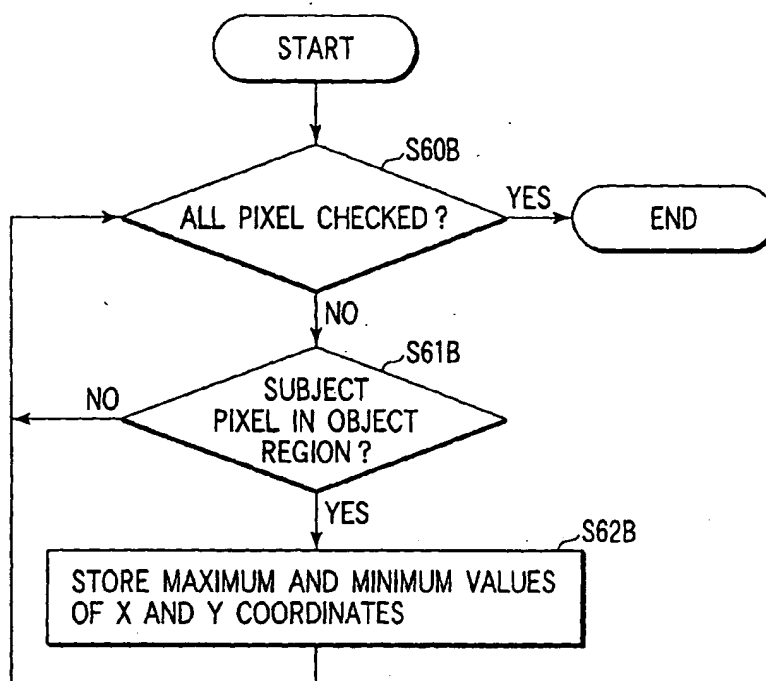 START
S60B
ALL PIXEL CHECKED?
YES
END
NO
S61B
SUBJECT
PIXEL IN OBJECT
REGION?
NO
YES
S62B
STORE MAXIMUM AND MINIMUM VALUES
OF X AND Y COORDINATES